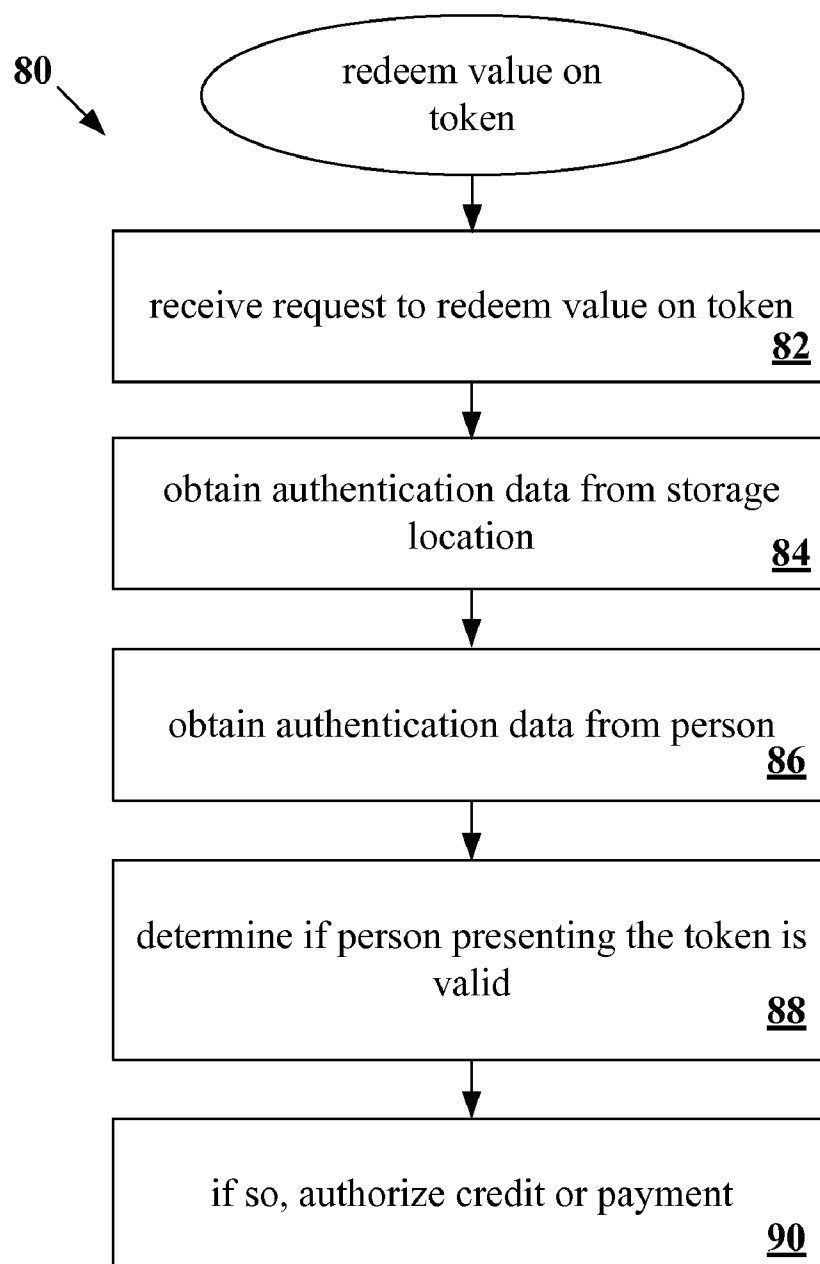 80
redeem value on
token
receive request to redeem value on token
82
obtain authentication data from storage
location
84
obtain authentication data from person
86
determine if person presenting the token is
valid
88
if so, authorize credit or payment
90